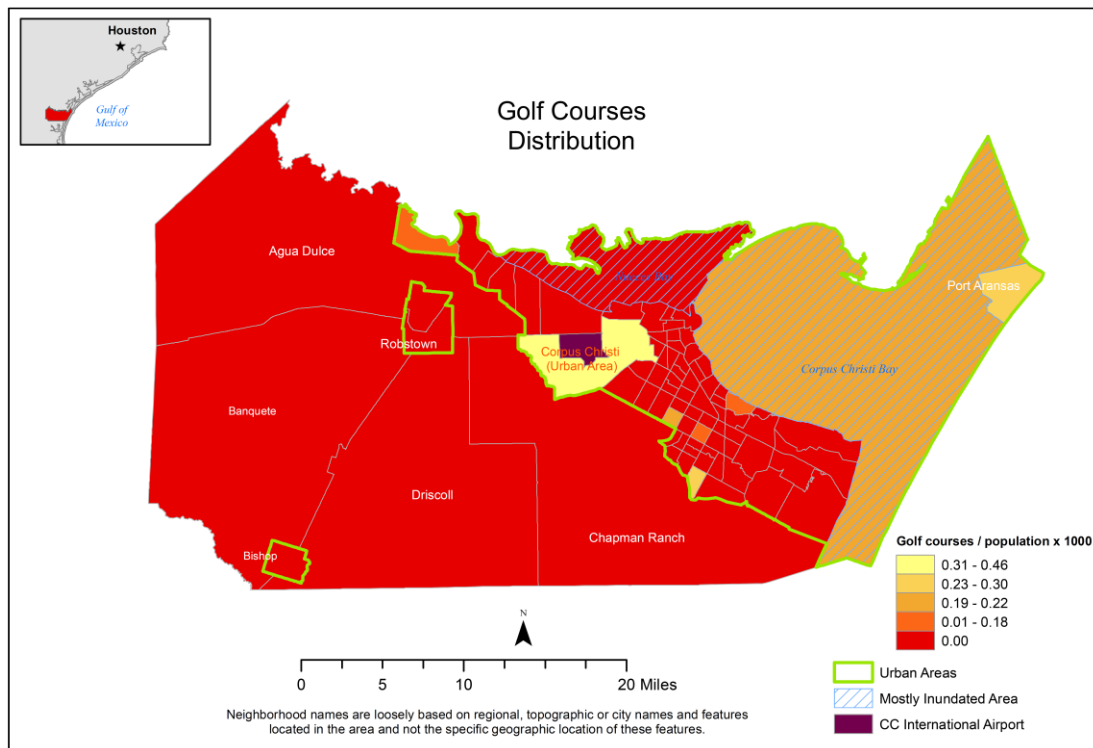 Houston
Gulf of
Mexico
Golf Courses
Distribution
Agua Dulce
Nueces Bay
Port Aransas
Robstown
Corpus Christi
(Urban Area)
Corpus Christi Bay
Banquete
Driscoll
Chapman Ranch
Bishop
Golf courses / population x 1000
0.31 - 0.46
0.23 - 0.30
0.19 - 0.22
0.01 - 0.18
0.00
N
0 5 10 20 Miles
Urban Areas
Mostly Inundated Area
CC International Airport
Neighborhood names are loosely based on regional, topographic or city names and features
located in the area and not the specific geographic location of these features.